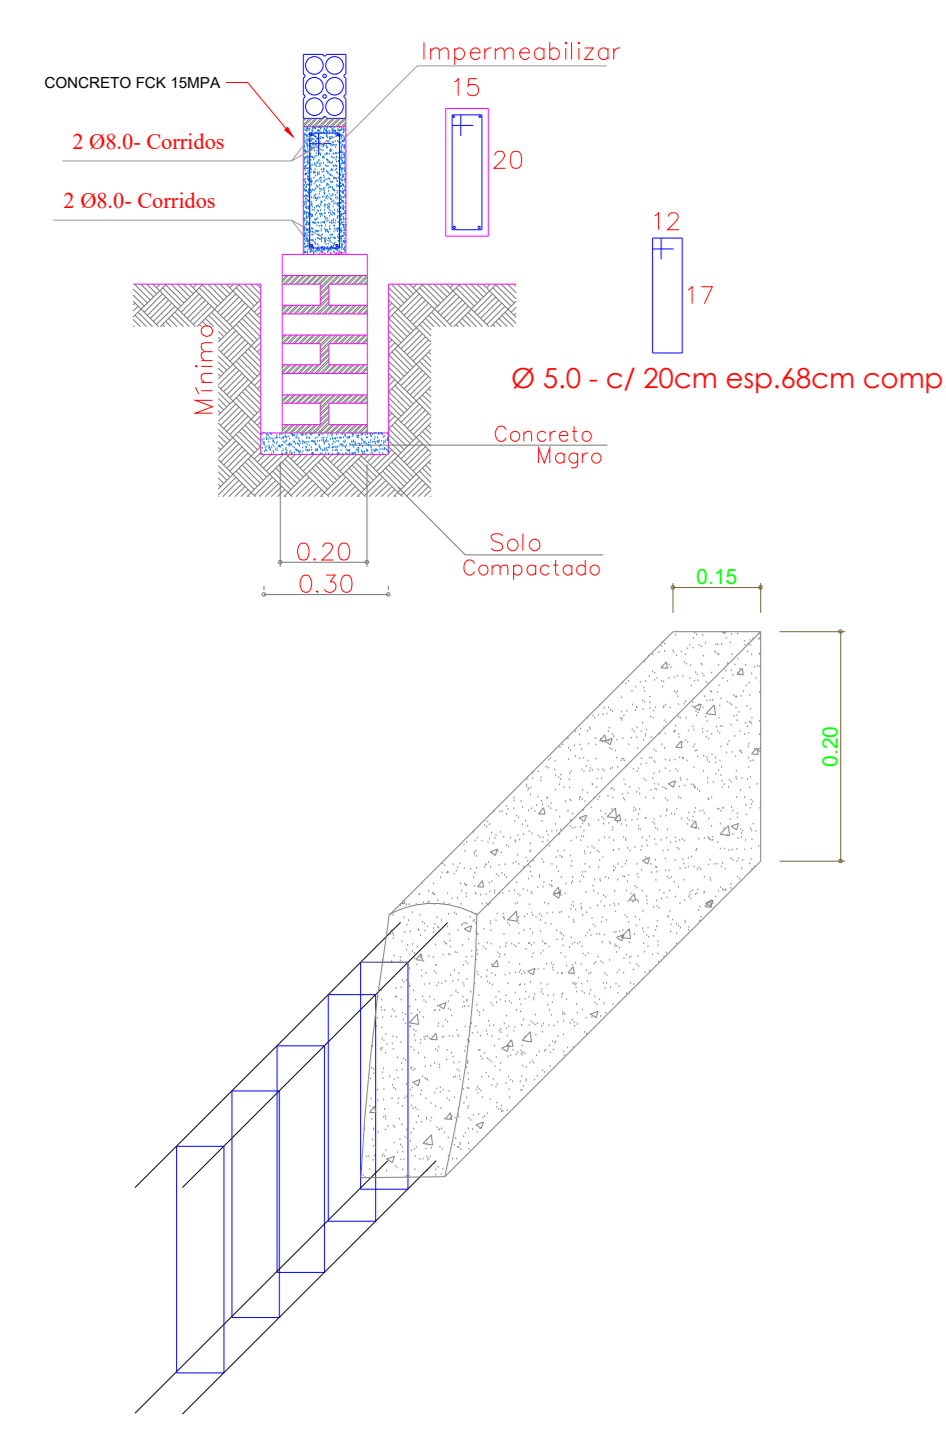 Impermeabilizar
CONCRETO FCK 15MPA
15
2 Ø8.0- Corridos
20
2 Ø8.0- Corridos
12
17
Mínimo
Ø 5.0 - c/ 20cm esp.68cm comp
Concreto
Magro
0.20
Solo
Compactado
0.30
0.15
0.20